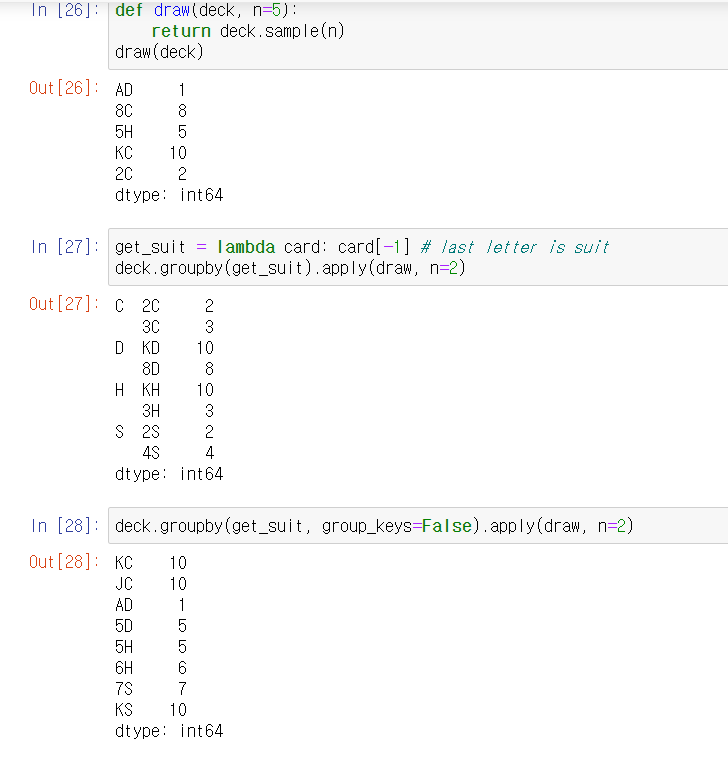 In [26]: def draw(deck, n=5):
return deck.sample(n)
draw(deck)
Out[26]: AD 1
8C 8
5H 5
KC 10
2C 2
dtype: int64
In [27]: get_suit = lambda card: card[-1] # last letter is suit
deck.groupby(get_suit).apply(draw, n=2)
Out[27]: C 2C 2
3C 3
D KD 10
8D 8
H KH 10
3H 3
S 2S 2
4S 4
dtype: int64
In [28]: deck.groupby(get_suit, group_keys=False).apply(draw, n=2)
Out[28]: KC 10
JC 10
AD 1
5D 5
5H 5
6H 6
7S 7
KS 10
dtype: int64